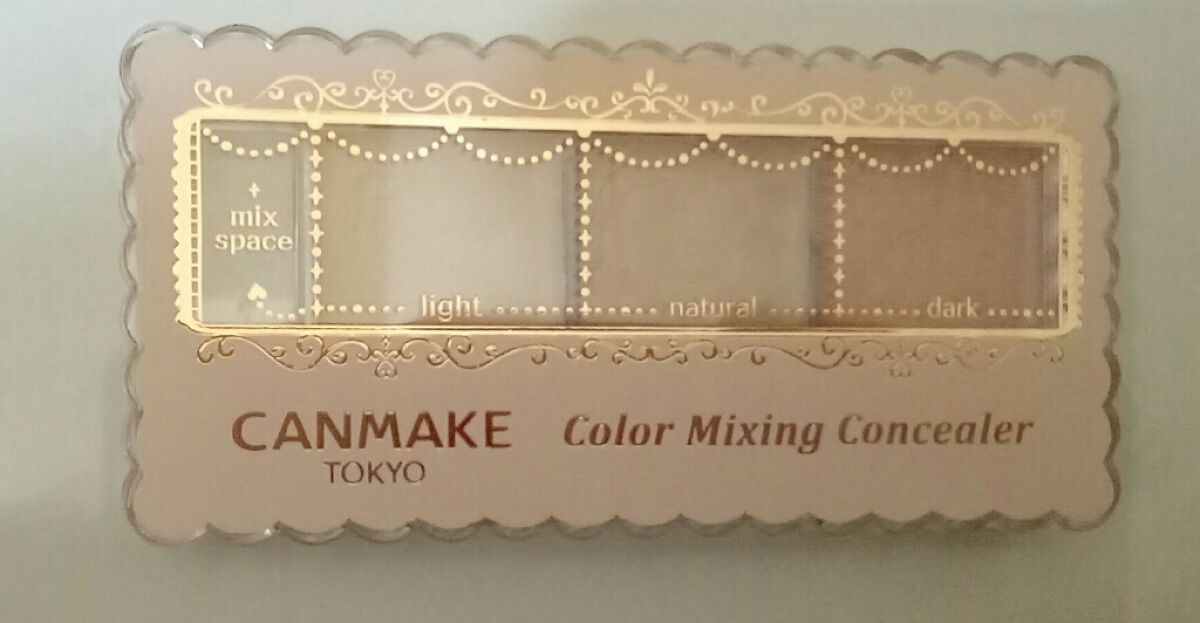 mix
space
light
natural
dark
CANMAKE
TOKYO
Color Mixing Concealer